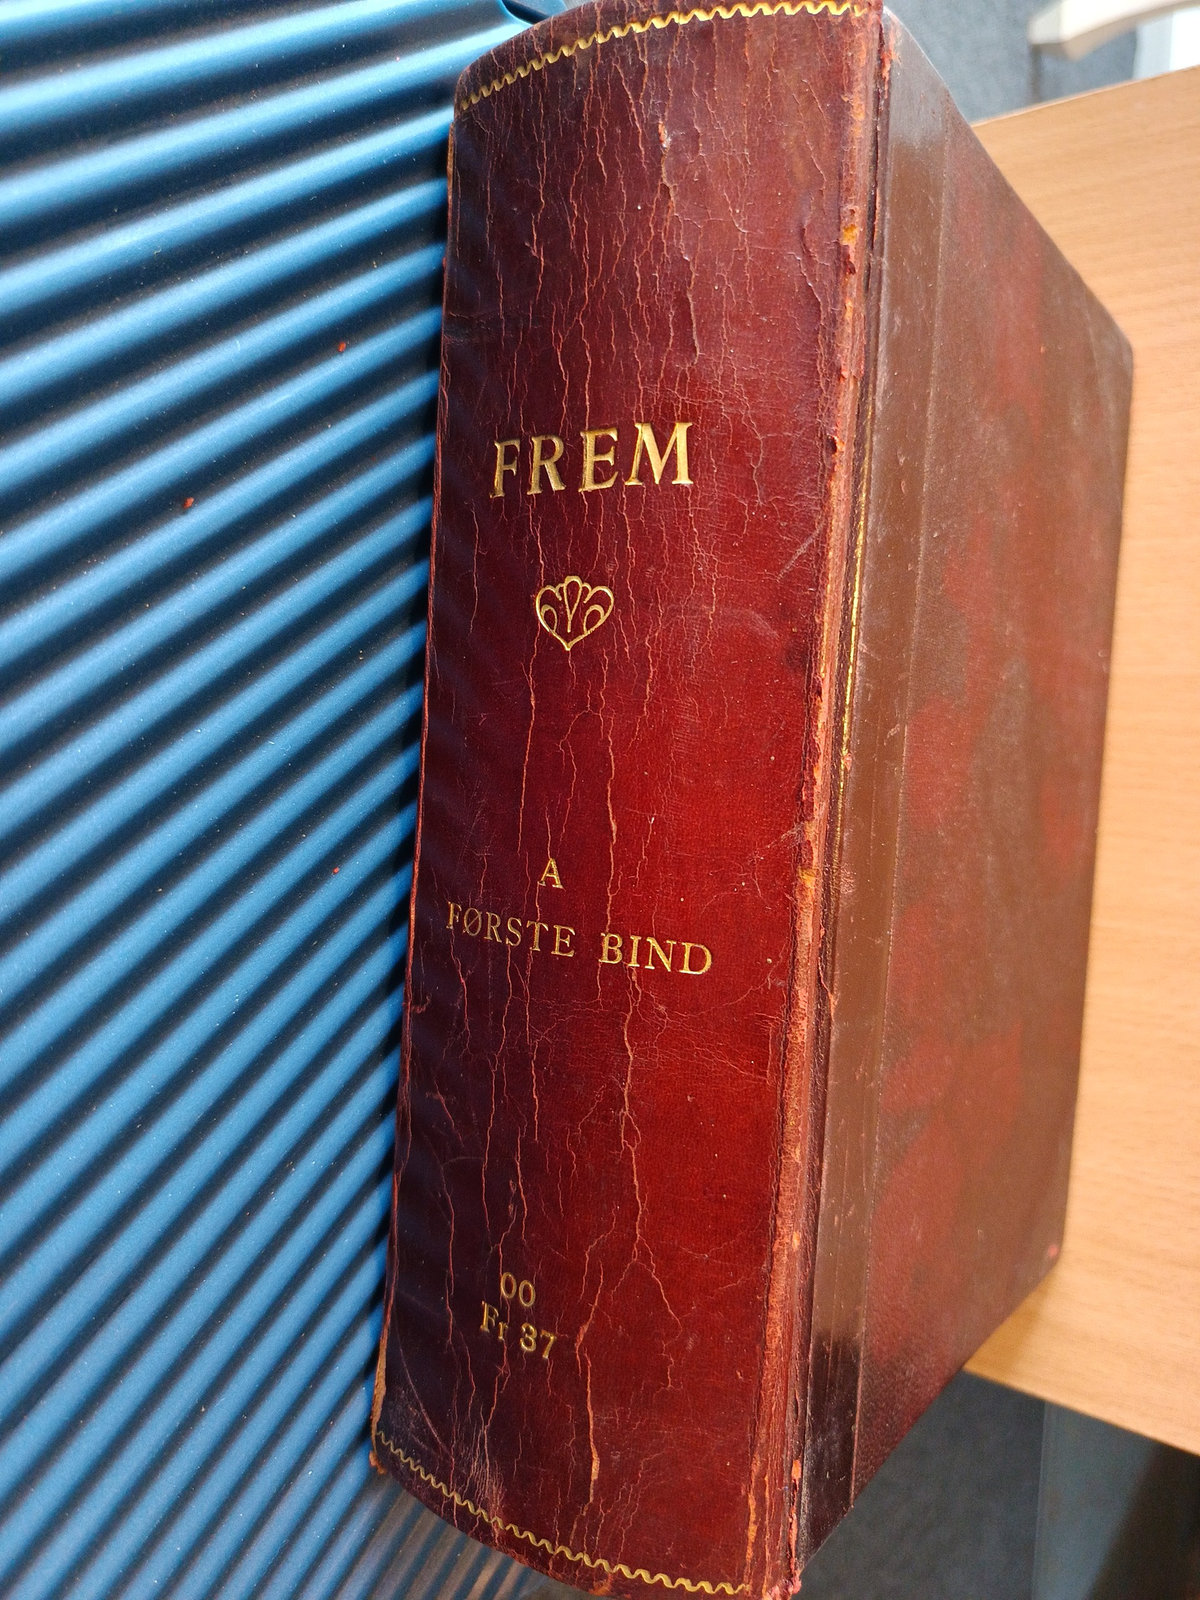 FREM
A
FØRSTE BIND
00
Fr 37